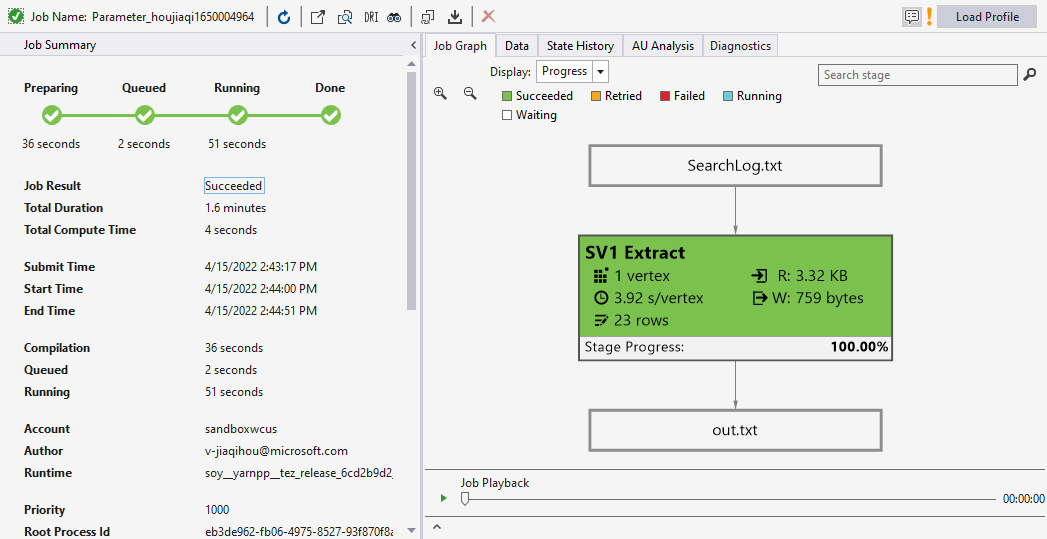 Job Name: Parameter_houjiaqi1650004964
DRI
Load Profile
Job Summary
Preparing Queued Running Done
36 seconds 2 seconds 51 seconds
Job Result Succeeded
Total Duration 1.6 minutes
Total Compute Time 4 seconds
Submit Time 4/15/2022 2:43:17 PM
Start Time 4/15/2022 2:44:00 PM
End Time 4/15/2022 2:44:51 PM
Compilation 36 seconds
Queued 2 seconds
Running 51 seconds
Account sandboxwcus
Author v-jiaqihou@microsoft.com
Runtime soy__yarnpp__tez_release_6cd2b9d2_
Priority 1000
Root Process Id eb3de962-fb06-4975-8527-93f870f8a
Job Graph Data State History AU Analysis Diagnostics
Display: Progress
Search stage
Succeeded Retried Failed Running
Waiting
SearchLog.txt
SV1 Extract
1 vertex R: 3.32 KB
3.92 s/vertex W: 759 bytes
23 rows
Stage Progress: 100.00%
out.txt
Job Playback
00:00:00